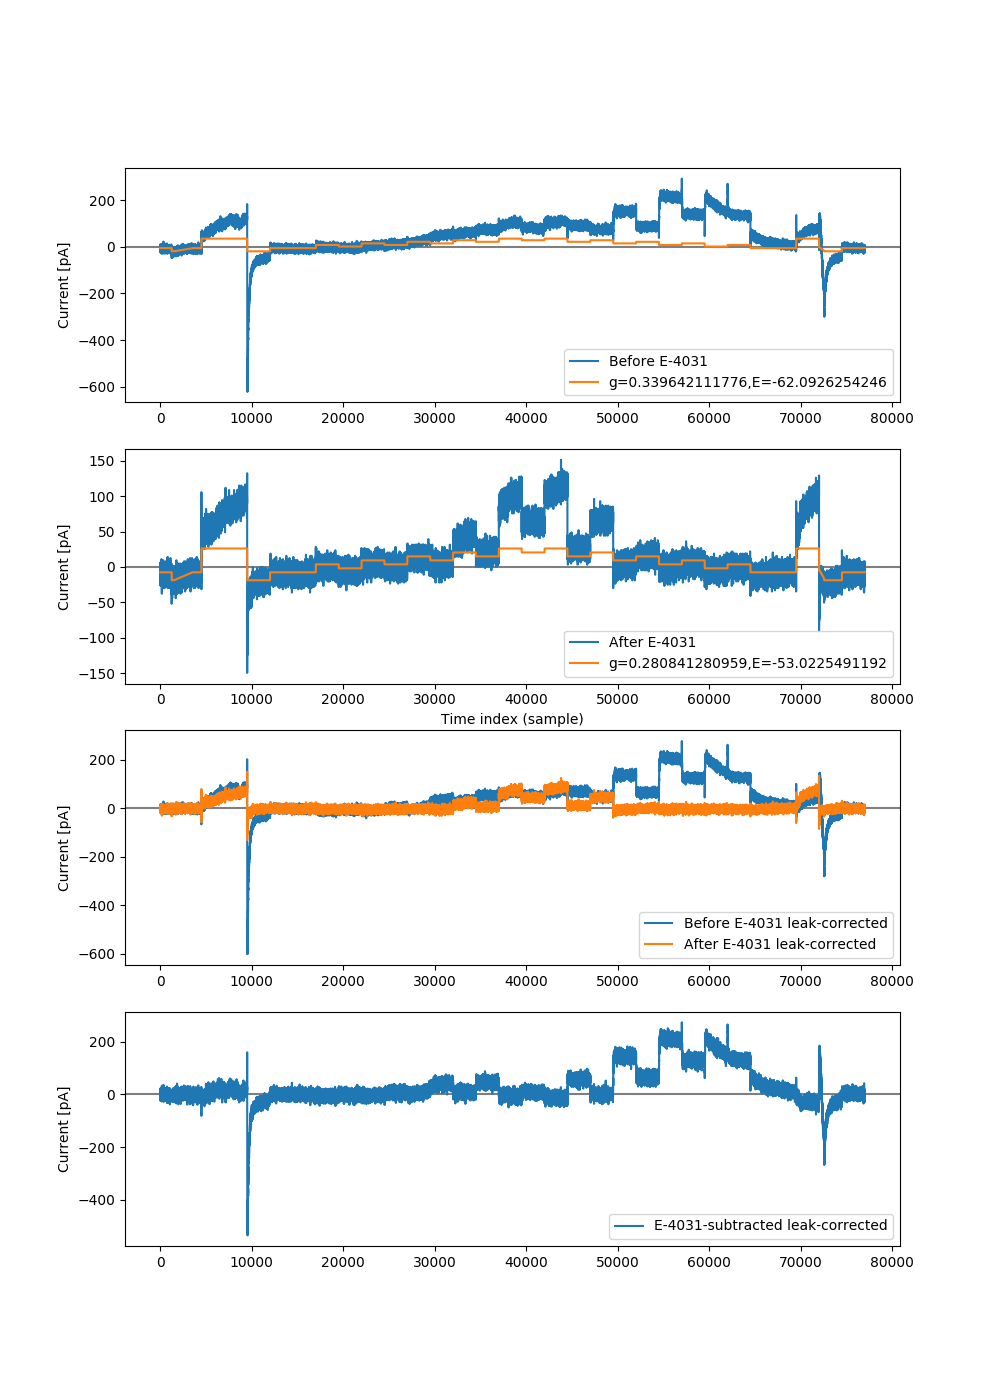 200
0
−200
−400
−600
Current [pA]
Before E-4031
g=0.339642111776,E=-62.0926254246
0 10000 20000 30000 40000 50000 60000 70000 80000
150
100
50
0
−50
−100
−150
Current [pA]
After E-4031
g=0.280841280959,E=-53.0225491192
0 10000 20000 30000 40000 50000 60000 70000 80000
Time index (sample)
200
0
−200
−400
−600
Current [pA]
Before E-4031 leak-corrected
After E-4031 leak-corrected
0 10000 20000 30000 40000 50000 60000 70000 80000
200
0
−200
−400
Current [pA]
E-4031-subtracted leak-corrected
0 10000 20000 30000 40000 50000 60000 70000 80000